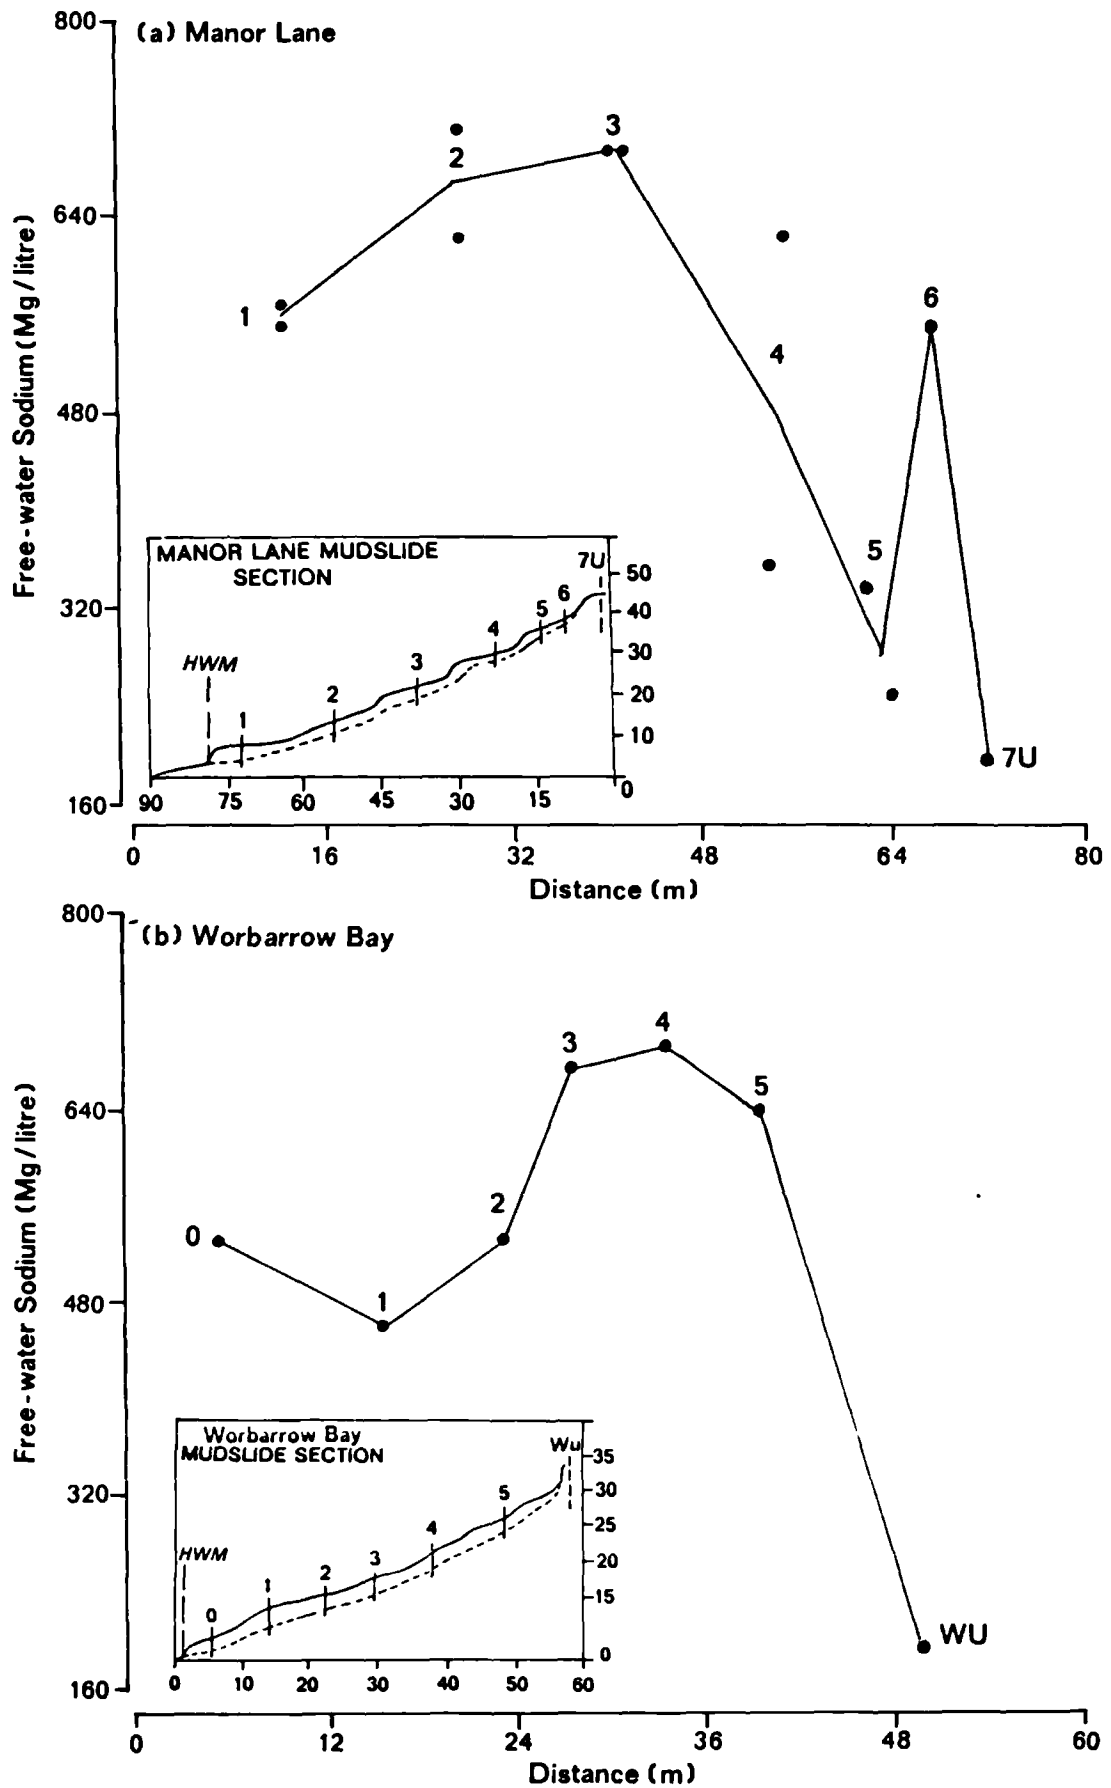 (a) Manor Lane
800
640
480
320
160
Free-water Sodium (Mg/litre)
1
2
3
4
5
6
7U
MANOR LANE MUDSLIDE
SECTION
HWM
1
2
3
4
5
6
7U
50
40
30
20
10
0
90 75 60 45 30 15
0 16 32 48 64 80
Distance (m)
(b) Worbarrow Bay
800
640
480
320
160
Free-water Sodium (Mg/litre)
0
1
2
3
4
5
WU
Worbarrow Bay
MUDSLIDE SECTION
HWM
0
1
2
3
4
5
Wu
35
30
25
20
15
0
0 10 20 30 40 50 60
0 12 24 36 48 60
Distance (m)